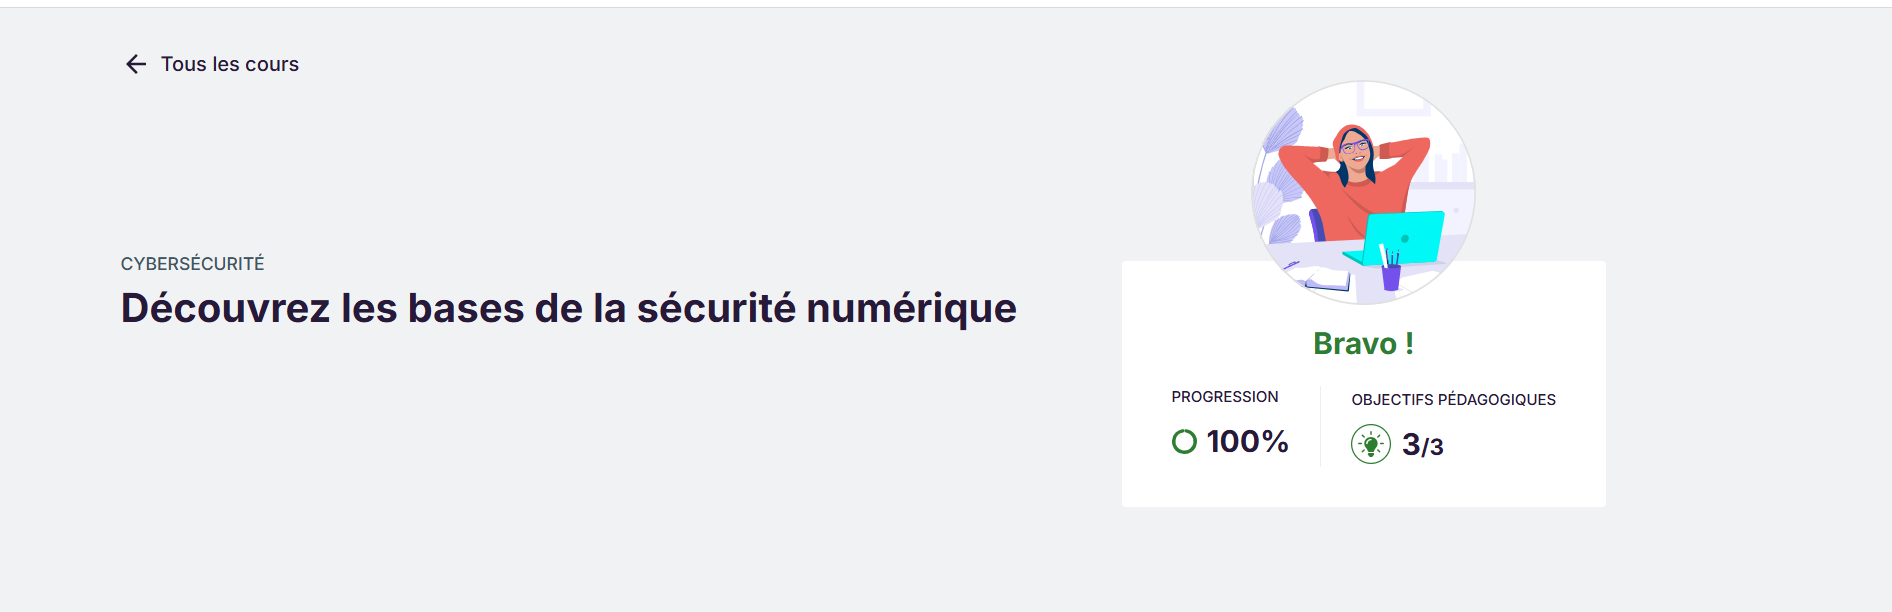 Tous les cours
CYBERSÉCURITÉ
Découvrez les bases de la sécurité numérique
Bravo !
PROGRESSION
100%
OBJECTIFS PÉDAGOGIQUES
3/3